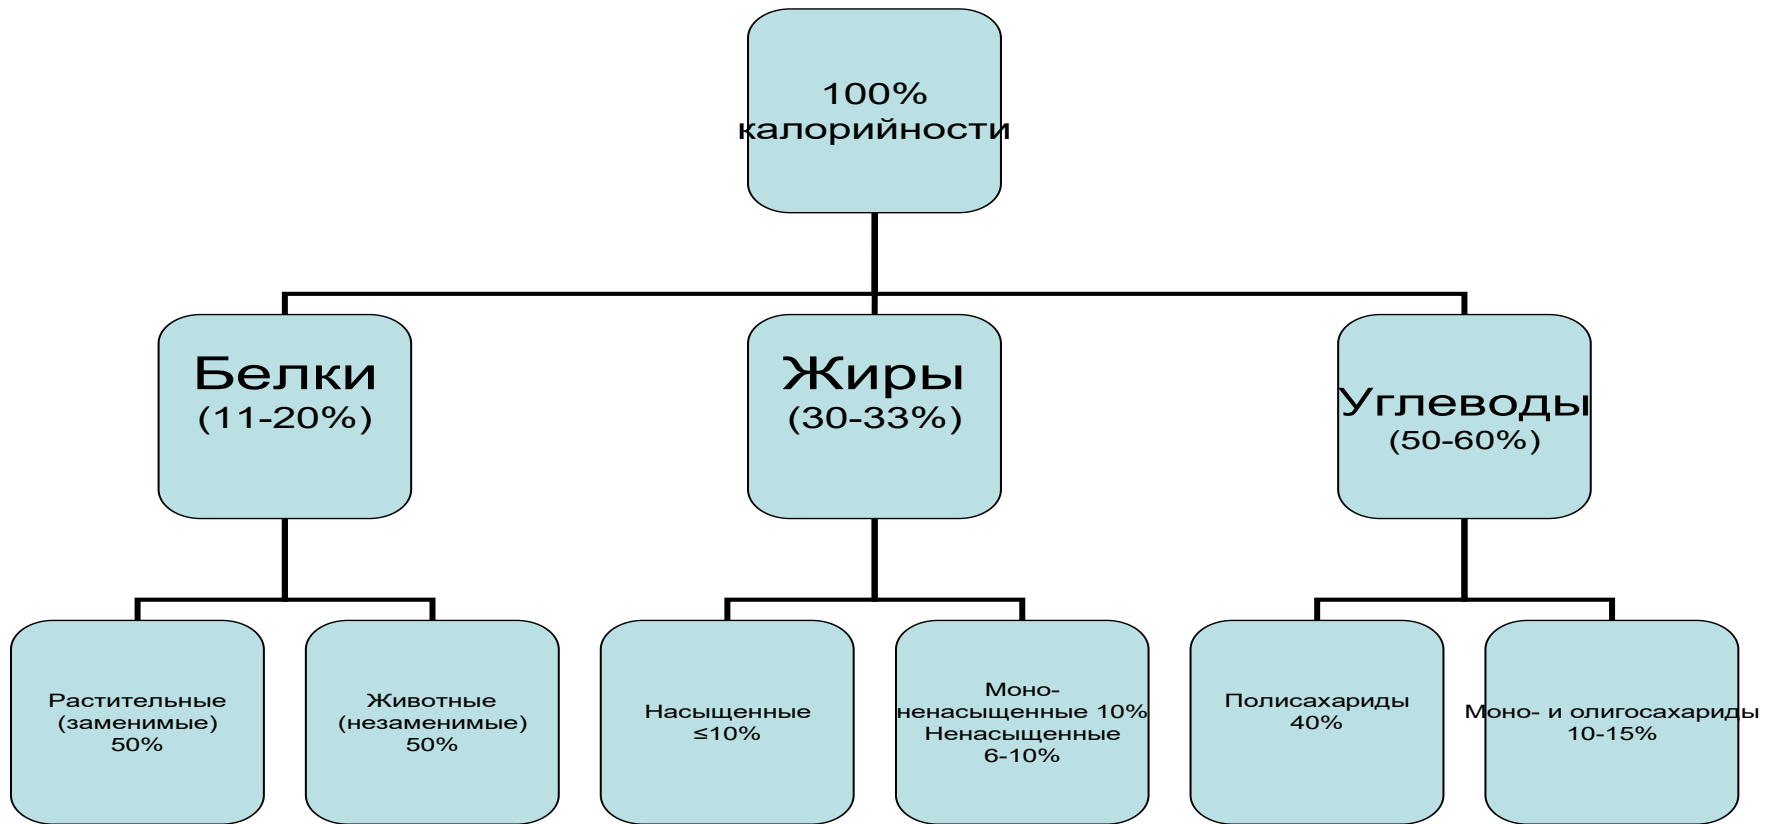 100%
калорийности
Белки
(11-20%)
Жиры
(30-33%)
Углеводы
(50-60%)
Растительные
(заменимые)
50%
Животные
(незаменимые)
50%
Насыщенные
≤10%
Моно-
ненасыщенные 10%
Ненасыщенные
6-10%
Полисахариды
40%
Моно- и олигосахариды
10-15%